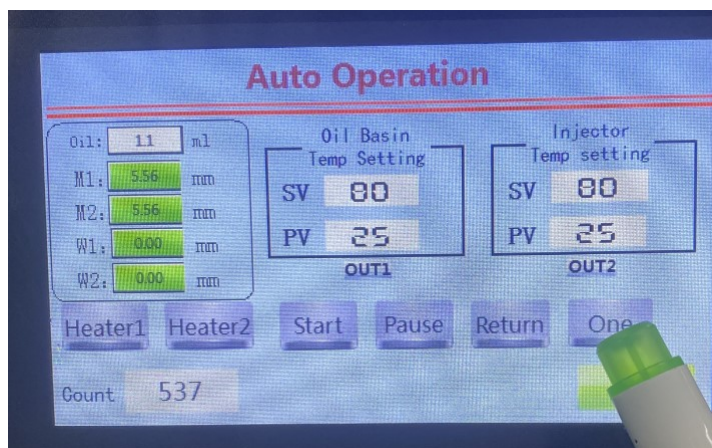 Auto Operation
Oil: 1.1 ml
M1: 5.56 mm
M2: 5.56 mm
W1: 0.00 mm
W2: 0.00 mm
Oil Basin
Temp Setting
SV 80
PV 25
OUT1
Injector
Temp setting
SV 80
PV 25
OUT2
Heater1 Heater2 Start Pause Return One
Count 537